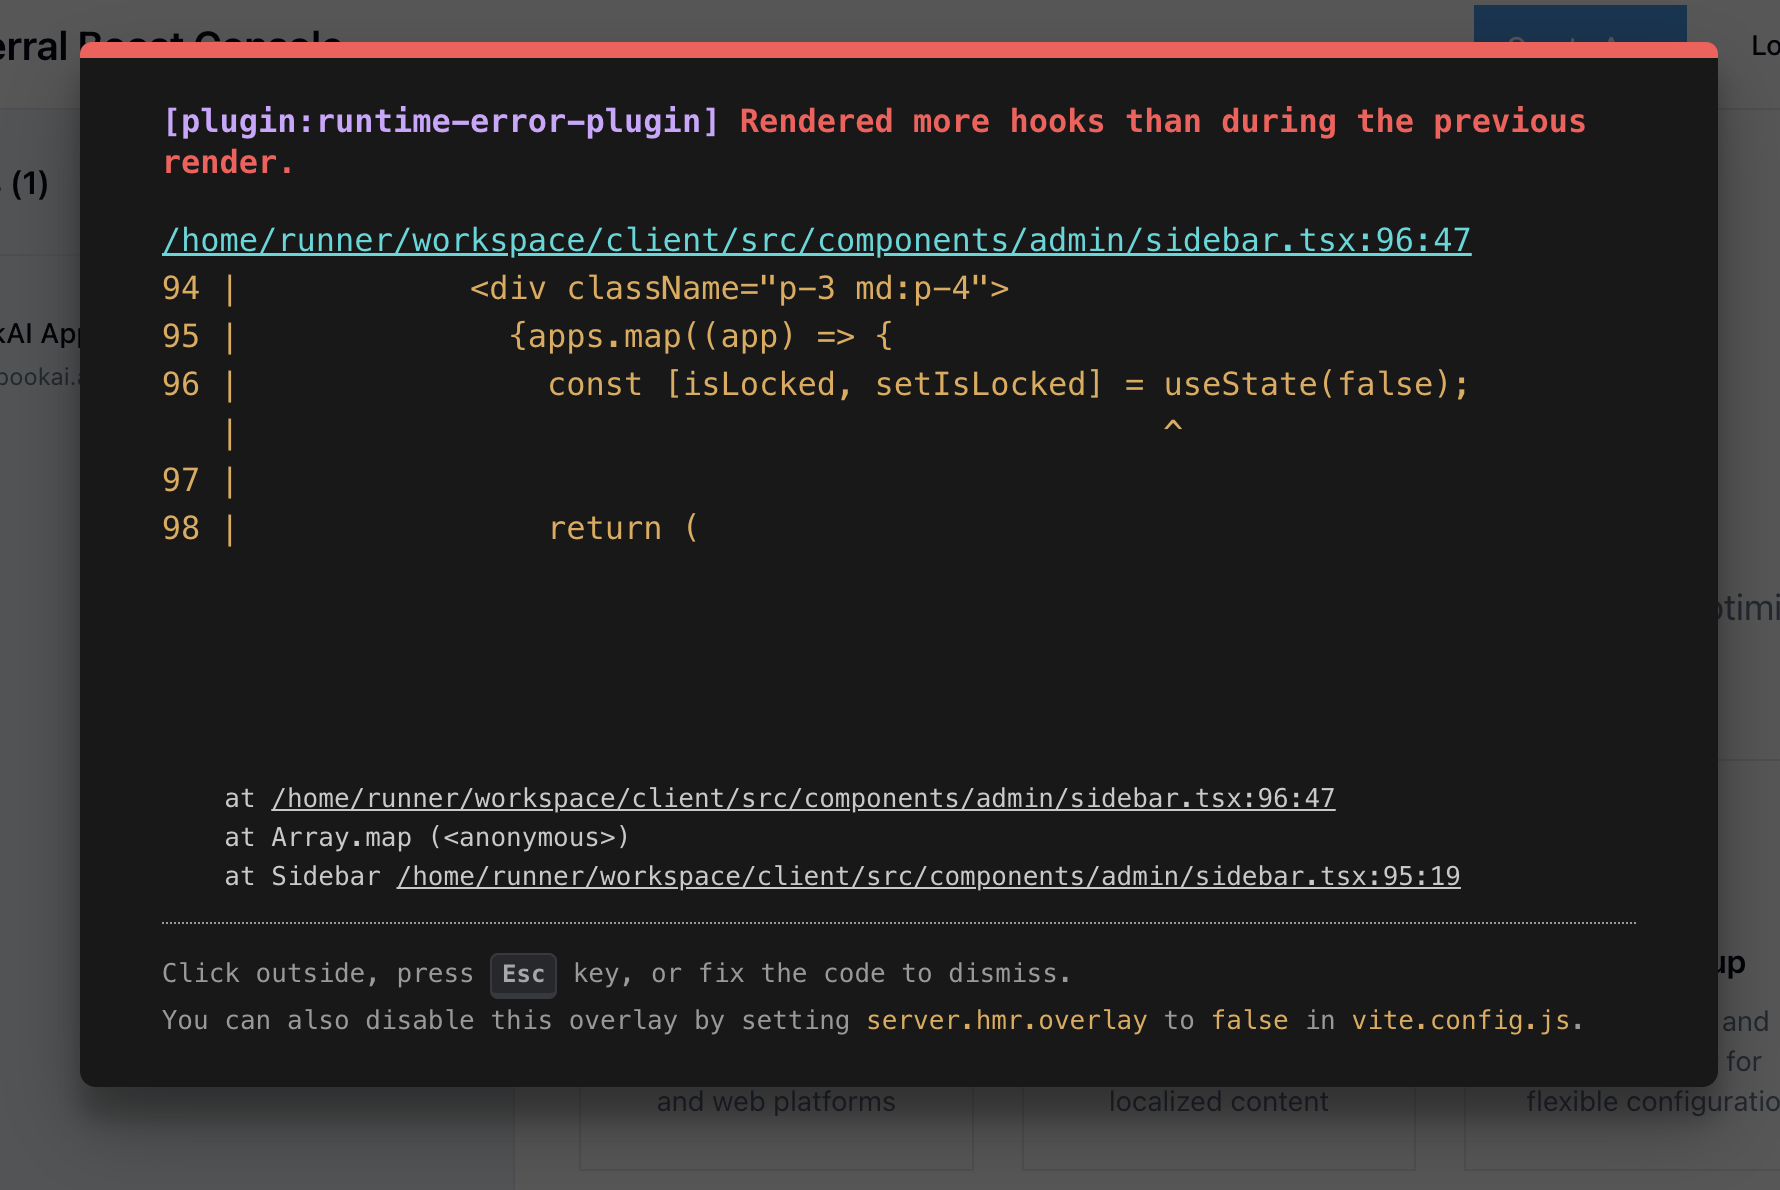 erral Boost Console
Lo
[plugin:runtime-error-plugin] Rendered more hooks than during the previous
render.
(1)
/home/runner/workspace/client/src/components/admin/sidebar.tsx:96:47
94 | <div className="p-3 md:p-4">
95 | {apps.map((app) => {
96 | const [isLocked, setIsLocked] = useState(false);
| ^
97 |
98 | return (
kAI App
bookai.a
ptimi
at /home/runner/workspace/client/src/components/admin/sidebar.tsx:96:47
at Array.map (<anonymous>)
at Sidebar /home/runner/workspace/client/src/components/admin/sidebar.tsx:95:19
Click outside, press Esc key, or fix the code to dismiss.
You can also disable this overlay by setting server.hmr.overlay to false in vite.config.js.
up
and
for
and web platforms
localized content
flexible configuratio